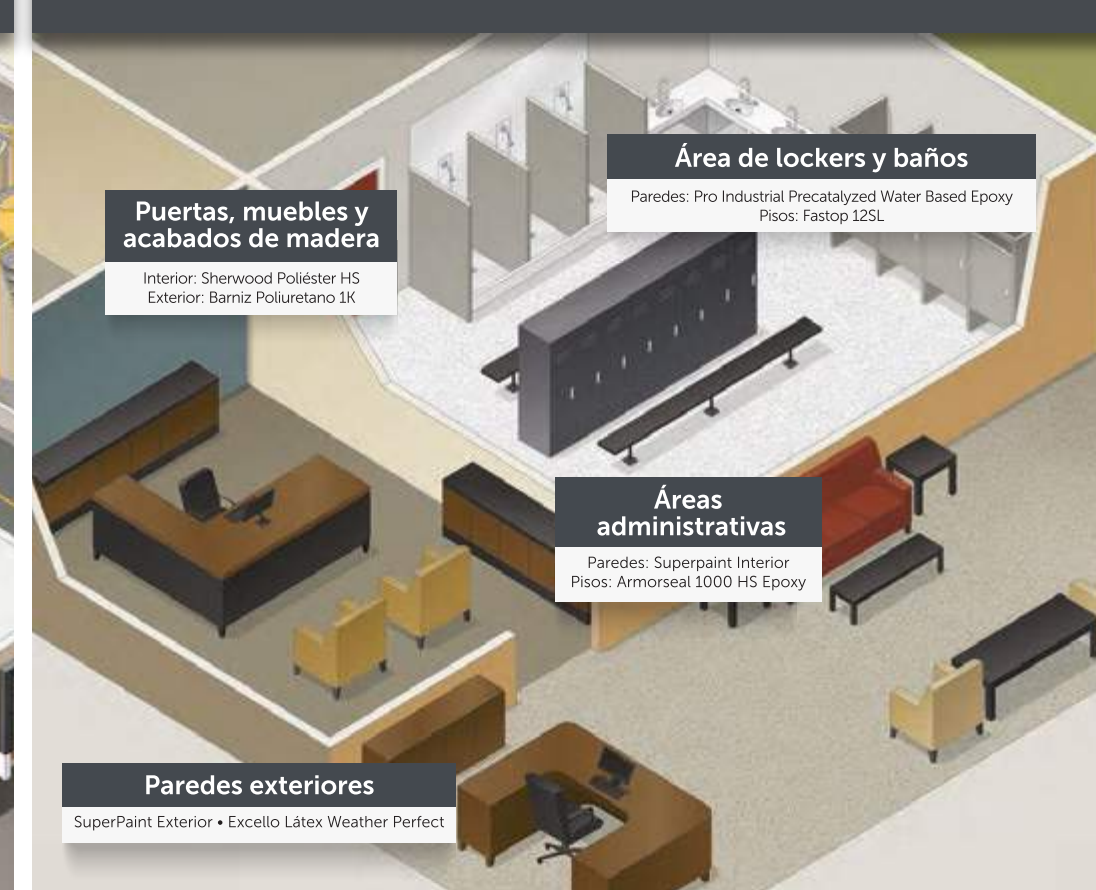 Área de lockers y baños
Paredes: Pro Industrial Precatalyzed Water Based Epoxy
Pisos: Fastop 12SL
Puertas, muebles y
acabados de madera
Interior: Sherwood Poliéster HS
Exterior: Barniz Poliuretano 1K
Áreas
administrativas
Paredes: Superpaint Interior
Pisos: Armorseal 1000 HS Epoxy
Paredes exteriores
SuperPaint Exterior • Excello Látex Weather Perfect